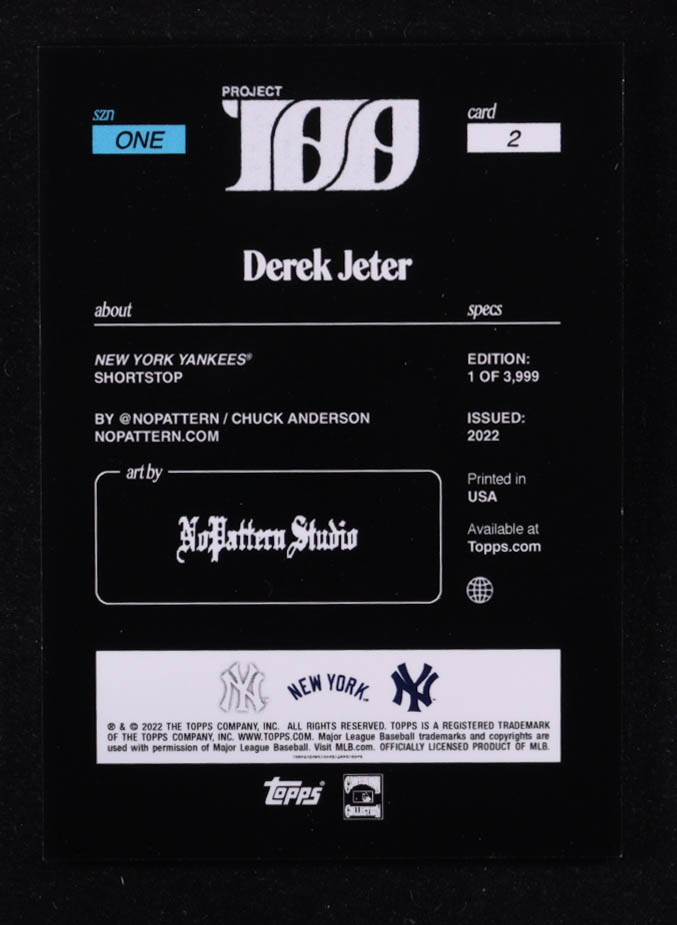 PROJECT
100
szn
ONE
card
2
Derek Jeter
about
specs
NEW YORK YANKEES®
SHORTSTOP
EDITION:
1 OF 3,999
BY @NOPATTERN / CHUCK ANDERSON
NOPATTERN.COM
ISSUED:
2022
art by
NoPattern Studio
Printed in
USA
Available at
Topps.com
NY NEW YORK NY
® & © 2022 THE TOPPS COMPANY, INC. ALL RIGHTS RESERVED. TOPPS IS A REGISTERED TRADEMARK
OF THE TOPPS COMPANY, INC. WWW.TOPPS.COM. Major League Baseball trademarks and copyrights are
used with permission of Major League Baseball. Visit MLB.com. OFFICIALLY LICENSED PRODUCT OF MLB.
topps®
COLLECTION